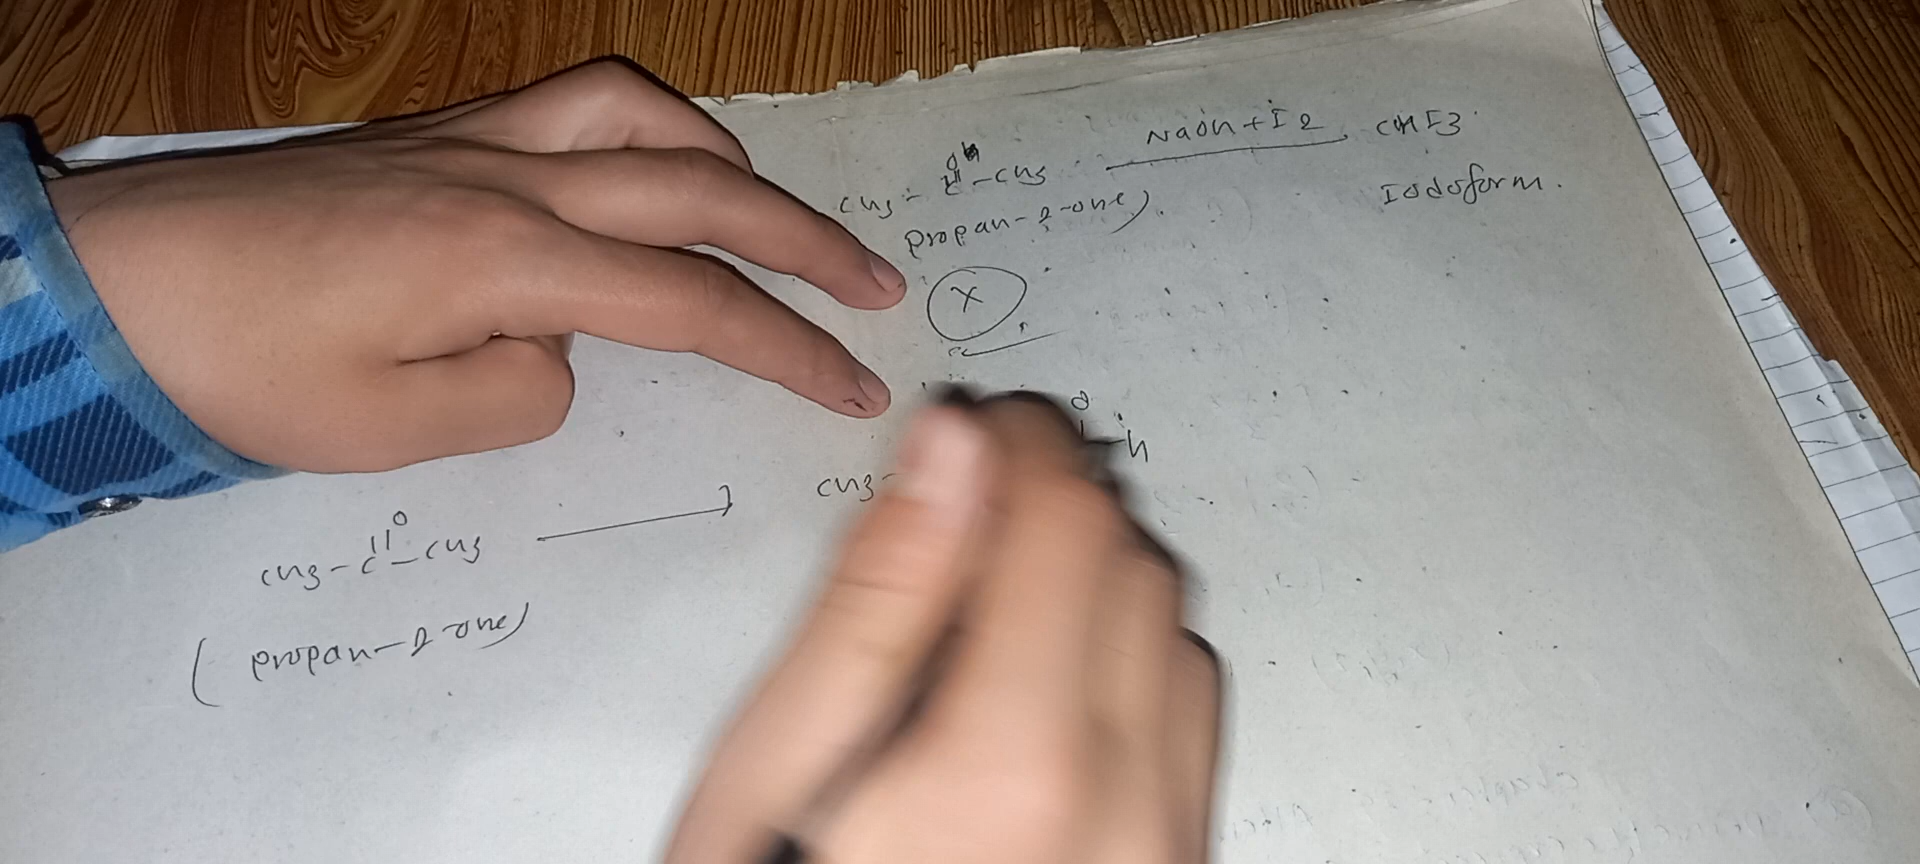 NaOH+I2 CHI3
O
CH3-C-CH3
Iodoform.
propan-2-one)
X
O
CH3- -H
O
CH3-C-CH3
(propan-2-one)